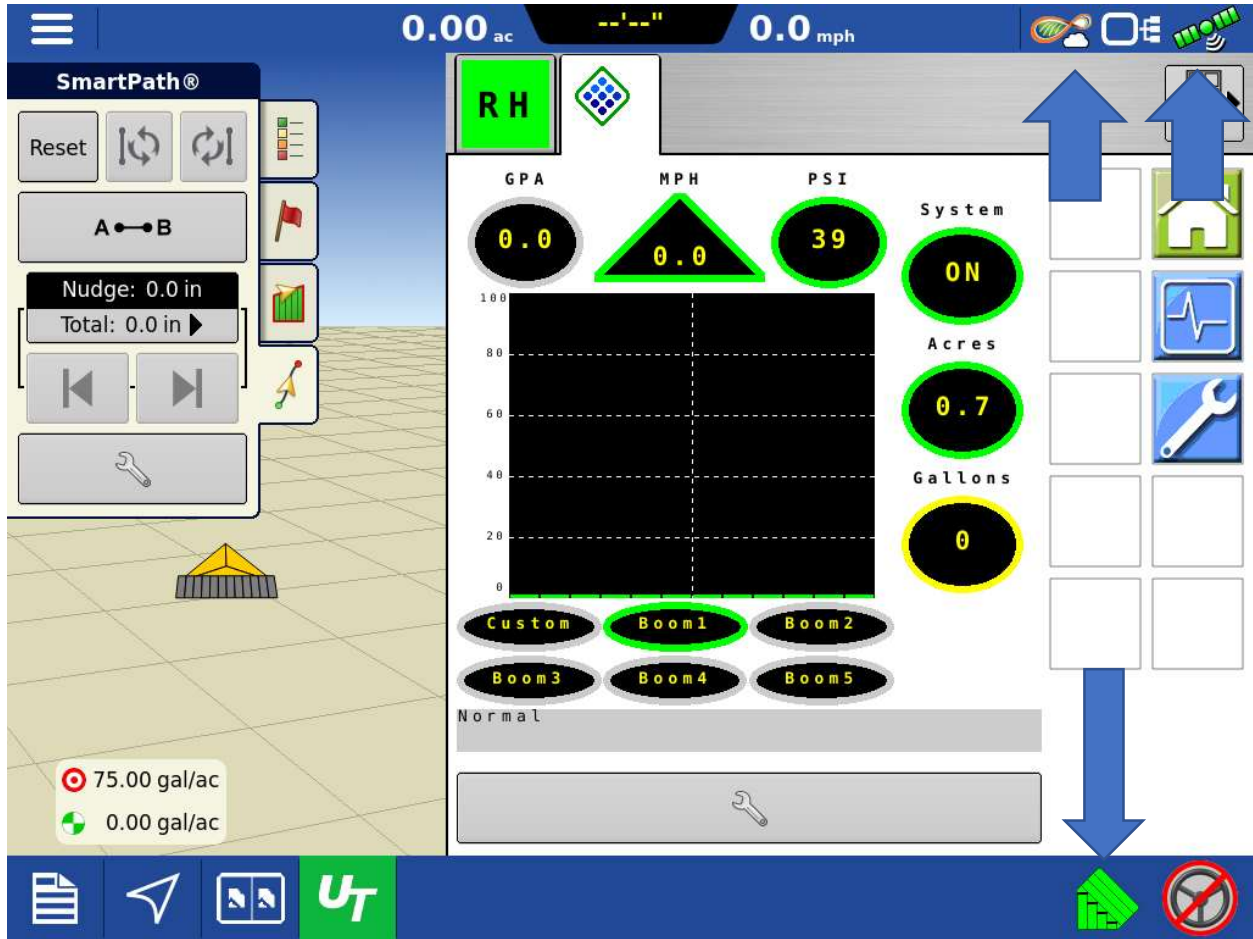 0.00 ac
--'--"
0.0 mph
SmartPath®
Reset
A B
Nudge: 0.0 in
Total: 0.0 in
75.00 gal/ac
0.00 gal/ac
RH
GPA MPH PSI
0.0 0.0 39
System
ON
Acres
0.7
Gallons
0
100
80
60
40
20
0
Custom Boom1 Boom2
Boom3 Boom4 Boom5
Normal
UT